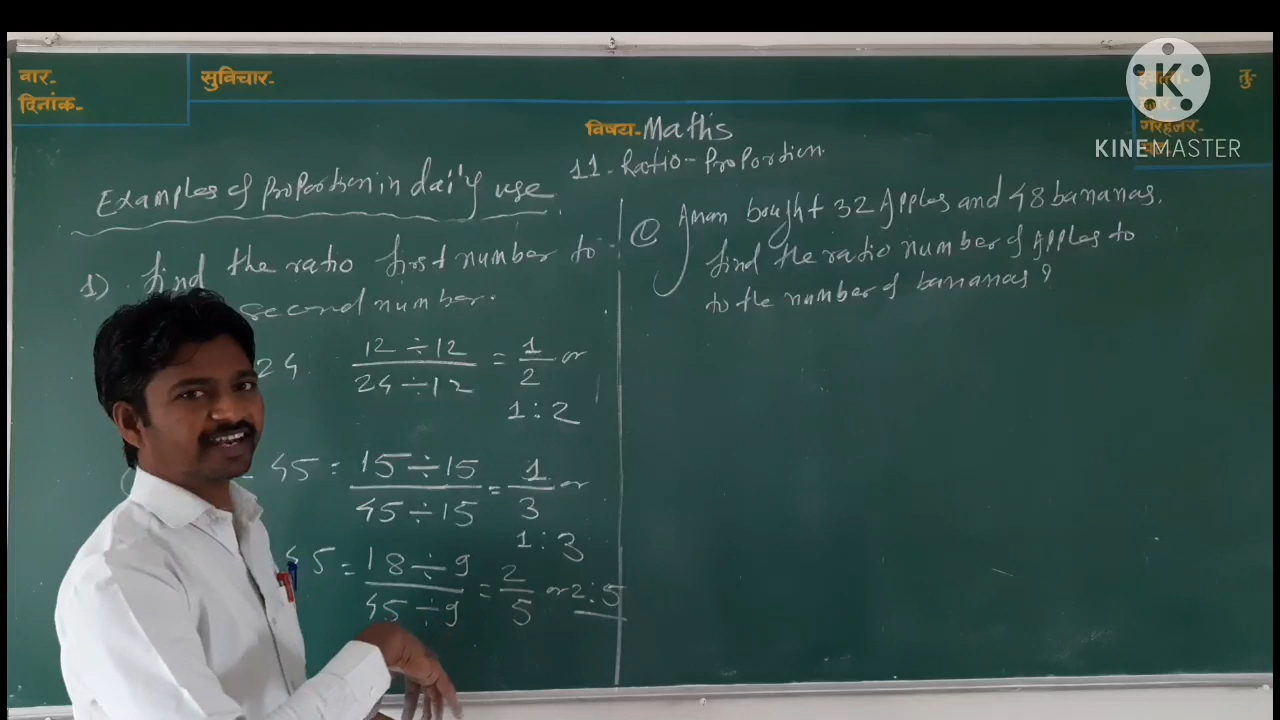 वार-
दिनांक-
सुविचार-
विषय- Maths
11. Ratio-Proportion.
KINEMASTER
गैरहजर-
Examples of proportion in daily use.
1) find the ratio first number to
second number.
24 12÷12/24÷12 = 1/2 or
1:2
45 = 15÷15/45÷15 = 1/3 or
1:3
45 = 18÷9/45÷9 = 2/5 or 2:5
Aman bought 32 Apples and 48 bananas.
find the ratio number of Apples to
to the number of bananas?